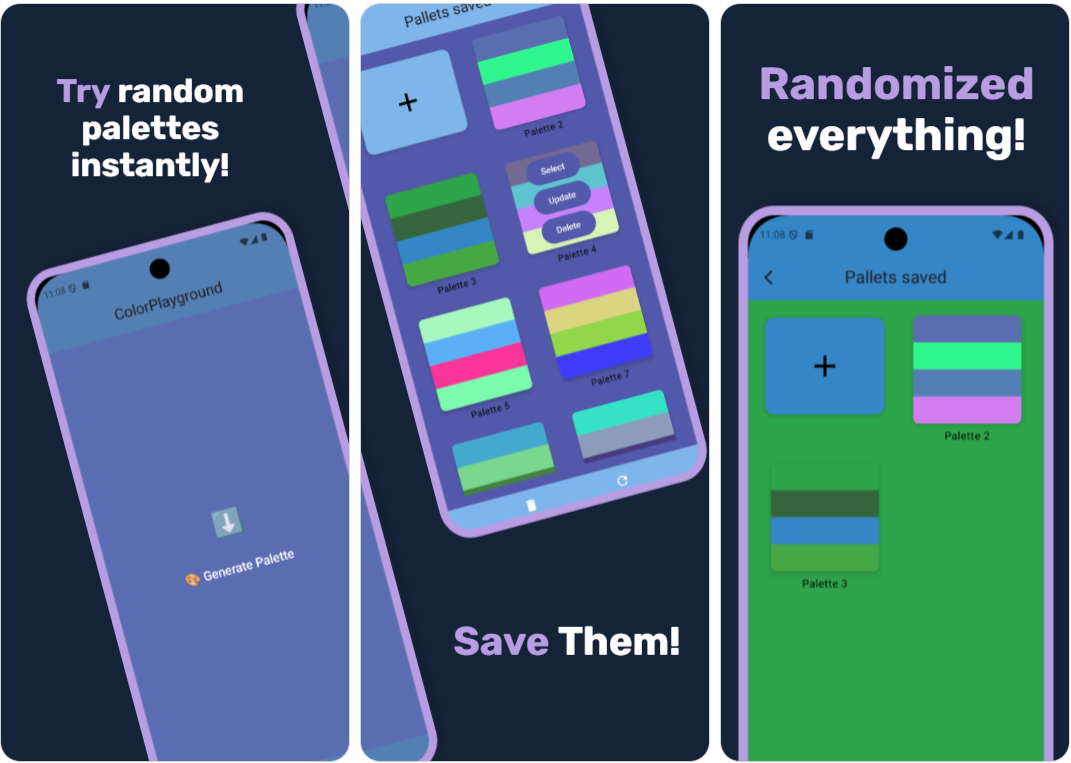 Try random
palettes
instantly!
11:08
ColorPlayground
🎨 Generate Palette
Pallets saved
+
Palette 2
Select
Update
Delete
Palette 3
Palette 4
Palette 5
Palette 7
Save Them!
Randomized
everything!
11:08
Pallets saved
+
Palette 2
Palette 3